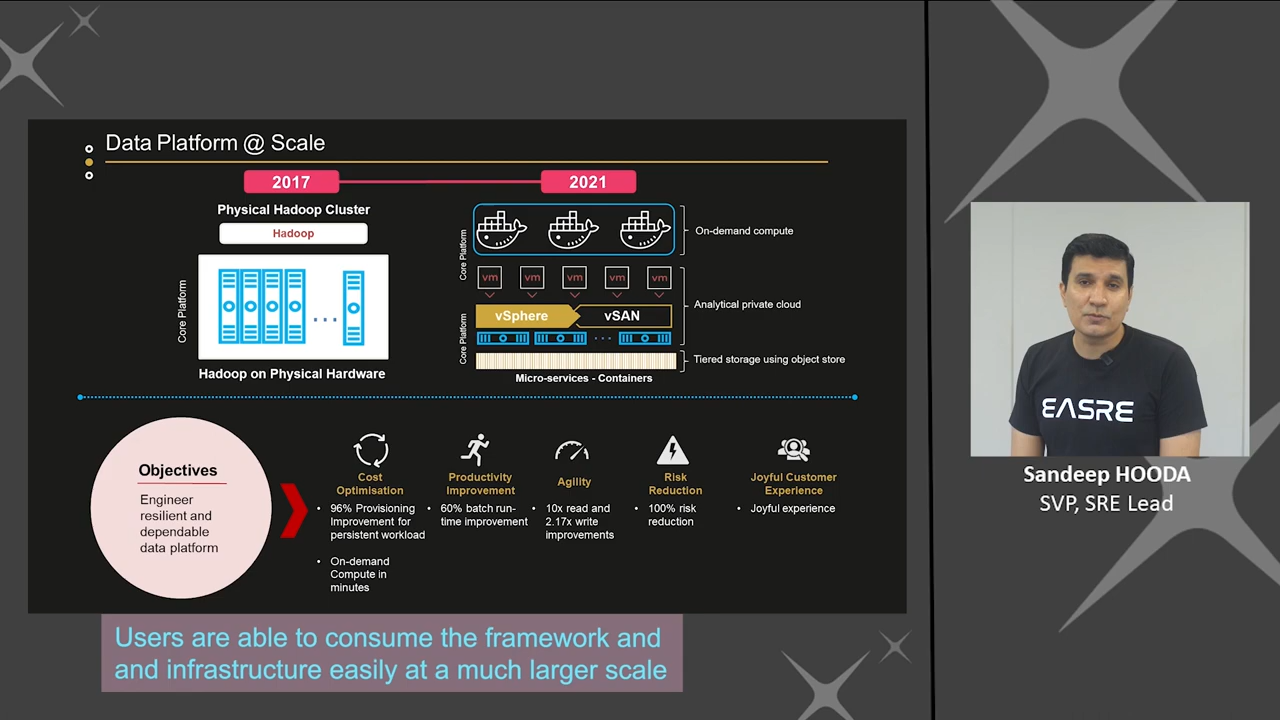 Data Platform @ Scale
2017
2021
Physical Hadoop Cluster
Hadoop
Core Platform
Hadoop on Physical Hardware
Core Platform
On-demand compute
vm vm vm vm vm
Analytical private cloud
vSphere vSAN
Core Platform
Tiered storage using object store
Micro-services - Containers
Objectives
Engineer
resilient and
dependable
data platform
Cost
Optimisation
• 96% Provisioning
Improvement for
persistent workload
• On-demand
Compute in
minutes
Productivity
Improvement
• 60% batch run-
time improvement
Agility
• 10x read and
2.17x write
improvements
Risk
Reduction
• 100% risk
reduction
Joyful Customer
Experience
• Joyful experience
Users are able to consume the framework and
and infrastructure easily at a much larger scale
EASRE
Sandeep HOODA
SVP, SRE Lead